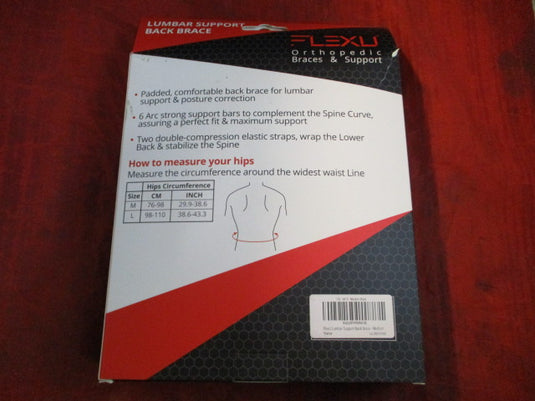 LUMBAR SUPPORT
BACK BRACE
FLEXU
Orthopedic
Braces & Support
• Padded, comfortable back brace for lumbar
support & posture correction
• 6 Arc strong support bars to complement the Spine Curve,
assuring a perfect fit & maximum support
• Two double-compression elastic straps, wrap the Lower
Back & stabilize the Spine
How to measure your hips
Measure the circumference around the widest waist Line
Hips Circumference
Size CM INCH
M 76-98 29.9-38.6
L 98-110 38.6-43.3